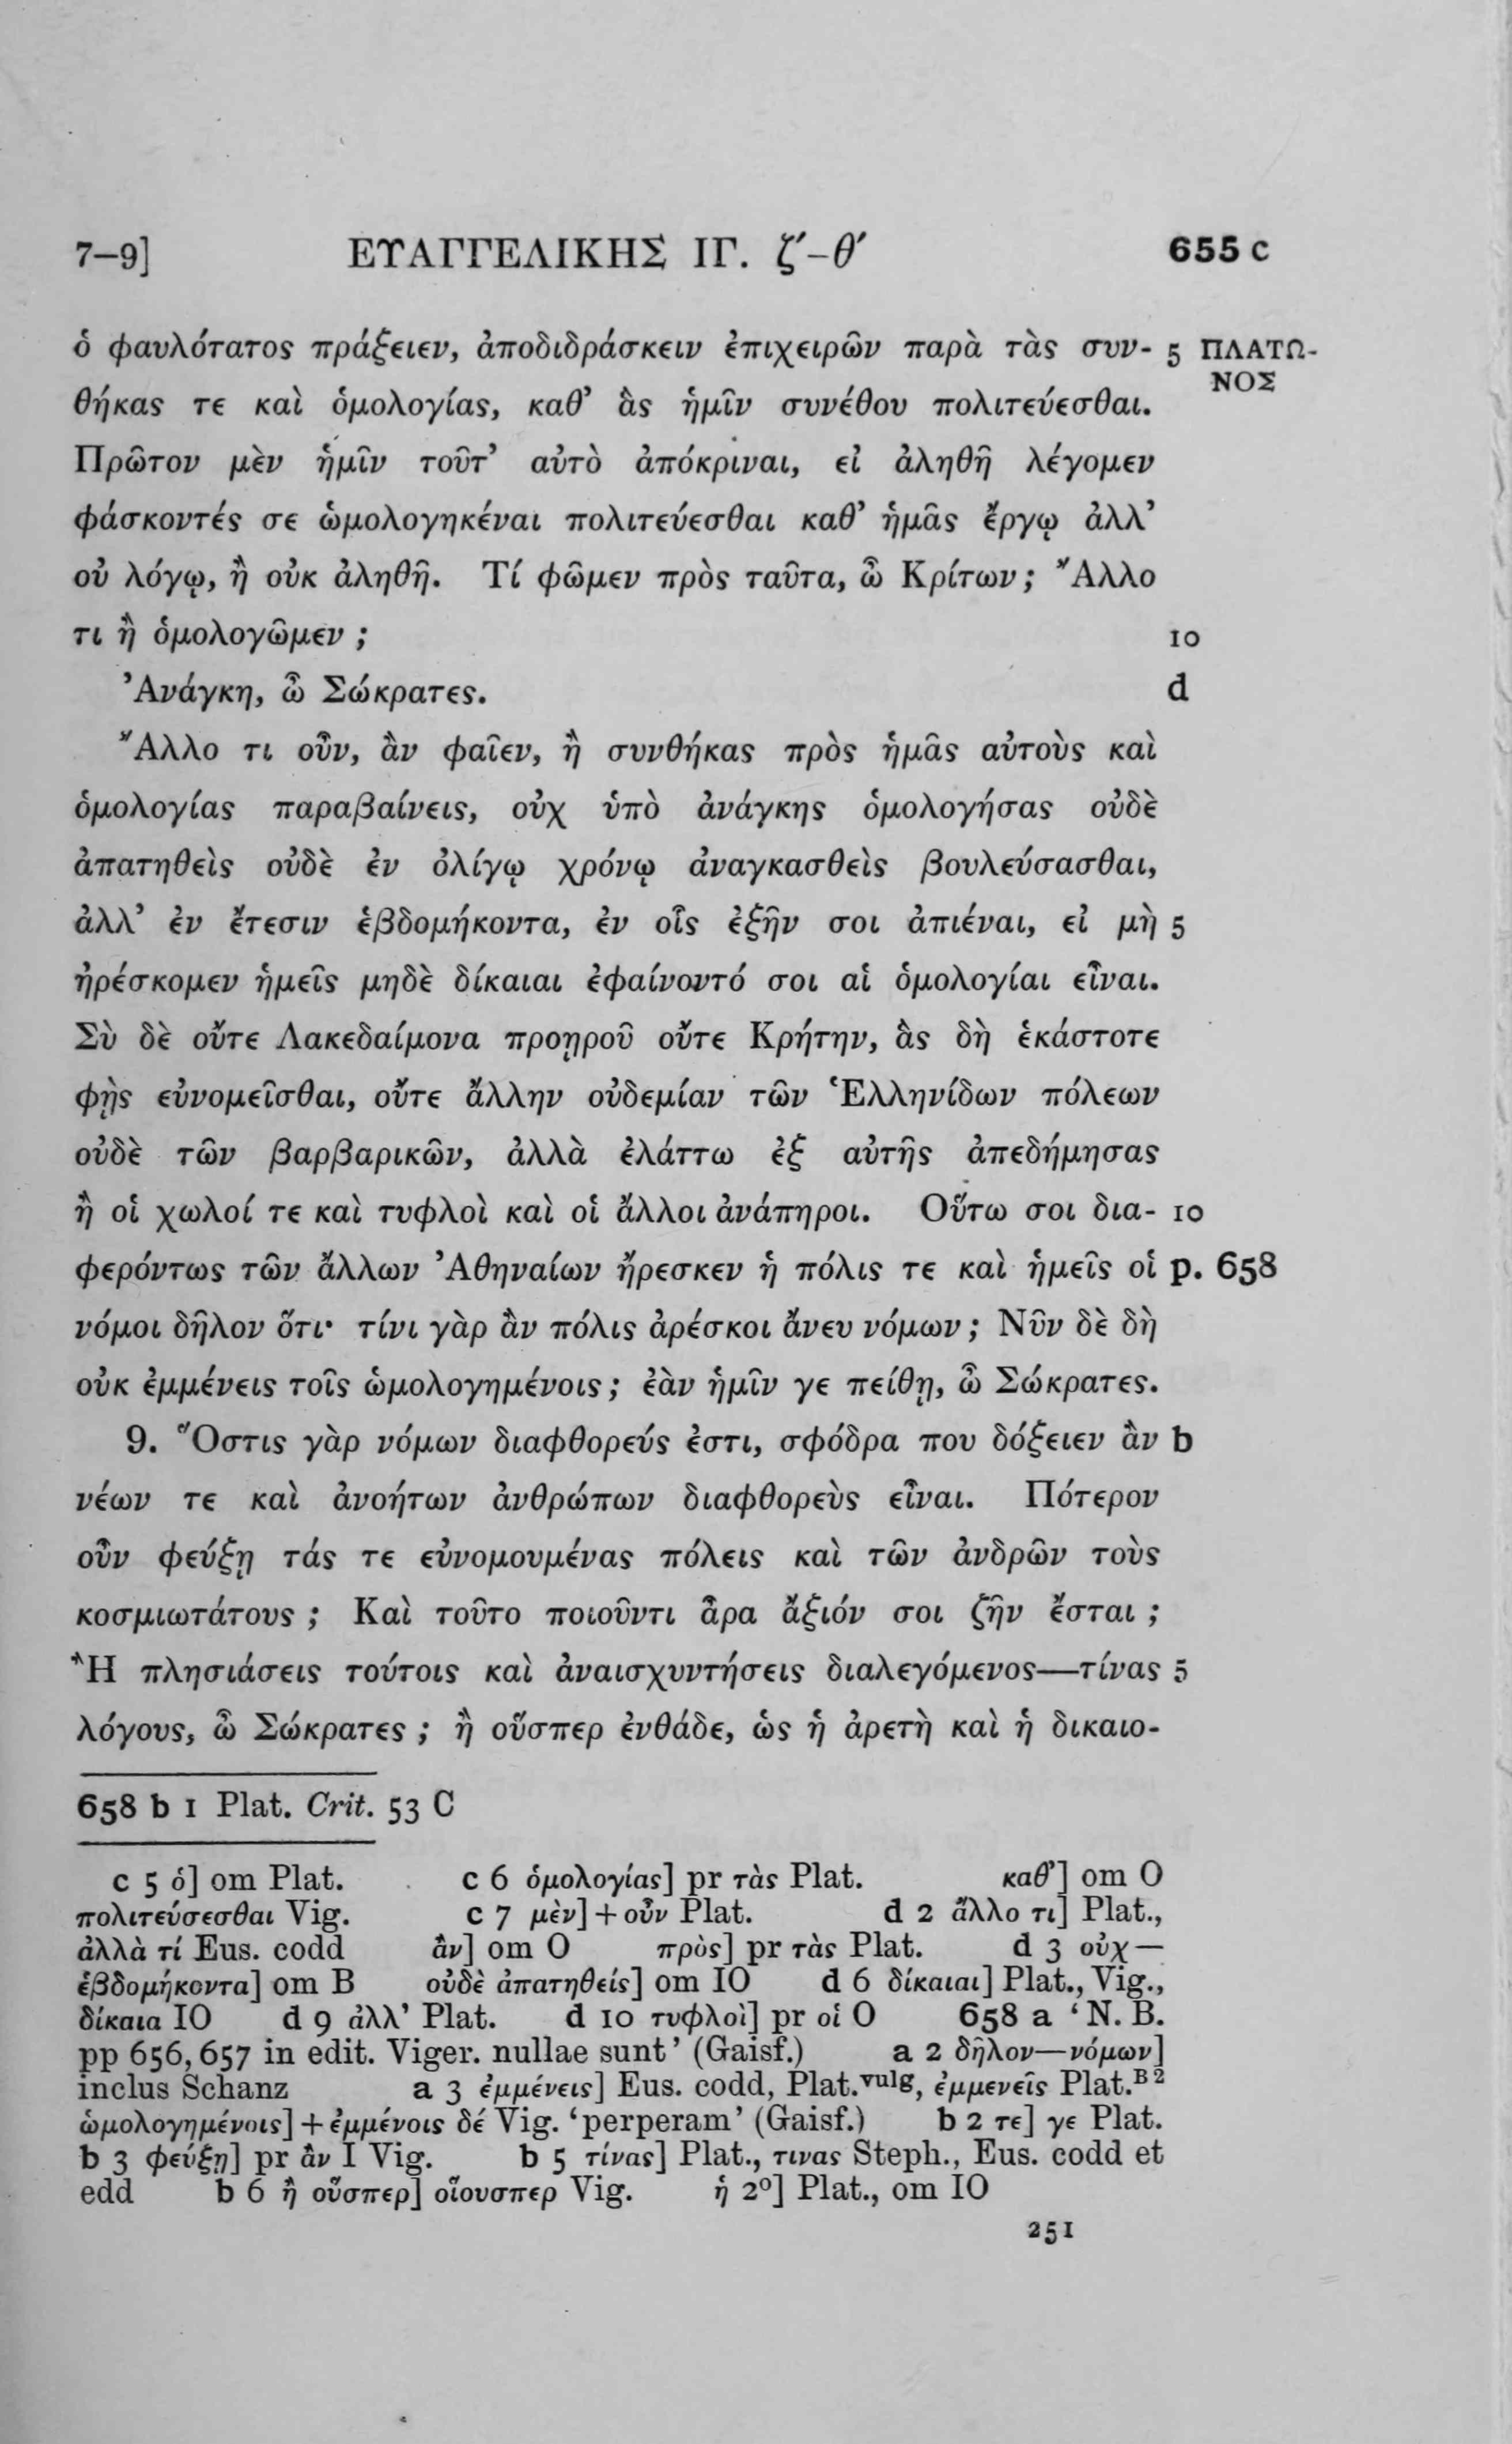 7–9] ΕΥΑΓΓΕΛΙΚΗΣ ΙΓ. ζ′–θ′ 655 c
ὁ φαυλότατος πράξειεν, ἀποδιδράσκειν ἐπιχειρῶν παρὰ τὰς συν- 5 ΠΛΑΤΩ-
ΝΟΣ
θήκας τε καὶ ὁμολογίας, καθ’ ἃς ἡμῖν συνέθου πολιτεύεσθαι.
Πρῶτον μὲν ἡμῖν τοῦτ’ αὐτὸ ἀπόκριναι, εἰ ἀληθῆ λέγομεν
φάσκοντές σε ὡμολογηκέναι πολιτεύεσθαι καθ’ ἡμᾶς ἔργῳ ἀλλ’
οὐ λόγῳ, ἢ οὐκ ἀληθῆ. Τί φῶμεν πρὸς ταῦτα, ὦ Κρίτων; Ἄλλο
τι ἢ ὁμολογῶμεν; 10
Ἀνάγκη, ὦ Σώκρατες. d
Ἄλλο τι οὖν, ἂν φαῖεν, ἢ συνθήκας πρὸς ἡμᾶς αὐτοὺς καὶ
ὁμολογίας παραβαίνεις, οὐχ ὑπὸ ἀνάγκης ὁμολογήσας οὐδὲ
ἀπατηθεὶς οὐδὲ ἐν ὀλίγῳ χρόνῳ ἀναγκασθεὶς βουλεύσασθαι,
ἀλλ’ ἐν ἔτεσιν ἑβδομήκοντα, ἐν οἷς ἐξῆν σοι ἀπιέναι, εἰ μὴ 5
ἠρέσκομεν ἡμεῖς μηδὲ δίκαιαι ἐφαίνοντό σοι αἱ ὁμολογίαι εἶναι.
Σὺ δὲ οὔτε Λακεδαίμονα προῃροῦ οὔτε Κρήτην, ἃς δὴ ἑκάστοτε
φῂς εὐνομεῖσθαι, οὔτε ἄλλην οὐδεμίαν τῶν Ἑλληνίδων πόλεων
οὐδὲ τῶν βαρβαρικῶν, ἀλλὰ ἐλάττω ἐξ αὐτῆς ἀπεδήμησας
ἢ οἱ χωλοί τε καὶ τυφλοὶ καὶ οἱ ἄλλοι ἀνάπηροι. Οὕτω σοι δια- 10
φερόντως τῶν ἄλλων Ἀθηναίων ἤρεσκεν ἡ πόλις τε καὶ ἡμεῖς οἱ p. 658
νόμοι δῆλον ὅτι· τίνι γὰρ ἂν πόλις ἀρέσκοι ἄνευ νόμων; Νῦν δὲ δὴ
οὐκ ἐμμένεις τοῖς ὡμολογημένοις; ἐὰν ἡμῖν γε πείθῃ, ὦ Σώκρατες.
9. Ὅστις γὰρ νόμων διαφθορεύς ἐστι, σφόδρα που δόξειεν ἂν b
νέων τε καὶ ἀνοήτων ἀνθρώπων διαφθορεὺς εἶναι. Πότερον
οὖν φεύξῃ τάς τε εὐνομουμένας πόλεις καὶ τῶν ἀνδρῶν τοὺς
κοσμιωτάτους; Καὶ τοῦτο ποιοῦντι ἆρα ἄξιόν σοι ζῆν ἔσται;
Ἢ πλησιάσεις τούτοις καὶ ἀναισχυντήσεις διαλεγόμενος—τίνας 5
λόγους, ὦ Σώκρατες; ἢ οὕσπερ ἐνθάδε, ὡς ἡ ἀρετὴ καὶ ἡ δικαιο-
658 b 1 Plat. Crit. 53 C
c 5 ὁ] om Plat. c 6 ὁμολογίας] pr τὰς Plat. καθ’] om O
πολιτεύσεσθαι Vig. c 7 μὲν] + οὖν Plat. d 2 ἄλλο τι] Plat.,
ἀλλὰ τί Eus. codd ἂν] om O πρὸς] pr τὰς Plat. d 3 οὐχ—
ἑβδομήκοντα] om B οὐδὲ ἀπατηθείς] om IO d 6 δίκαιαι] Plat., Vig.,
δίκαια IO d 9 ἀλλ’ Plat. d 10 τυφλοὶ] pr οἱ O 658 a ‘N. B.
pp 656, 657 in edit. Viger. nullae sunt’ (Gaisf.) a 2 δῆλον—νόμων]
inclus Schanz a 3 ἐμμένεις] Eus. codd, Plat.vulg, ἐμμενεῖς Plat.B2
ὡμολογημένοις] + ἐμμένοις δέ Vig. ‘perperam’ (Gaisf.) b 2 τε] γε Plat.
b 3 φεύξῃ] pr ἂν I Vig. b 5 τίνας] Plat., τινας Steph., Eus. codd et
edd b 6 ἢ οὕσπερ] οἵουσπερ Vig. ἡ 2º] Plat., om IO
251